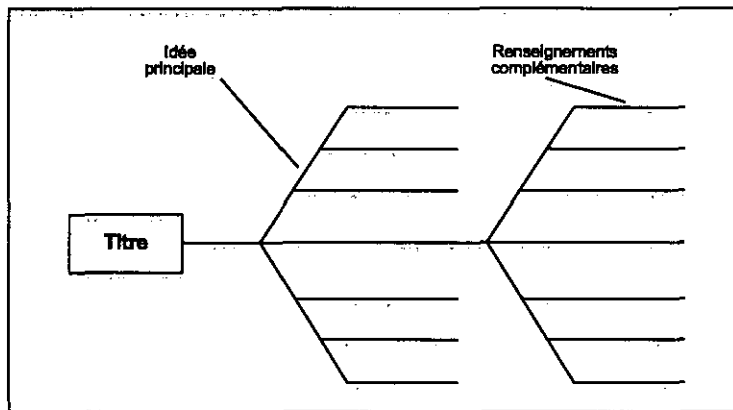 Idée
principale
Renseignements
complémentaires
Titre